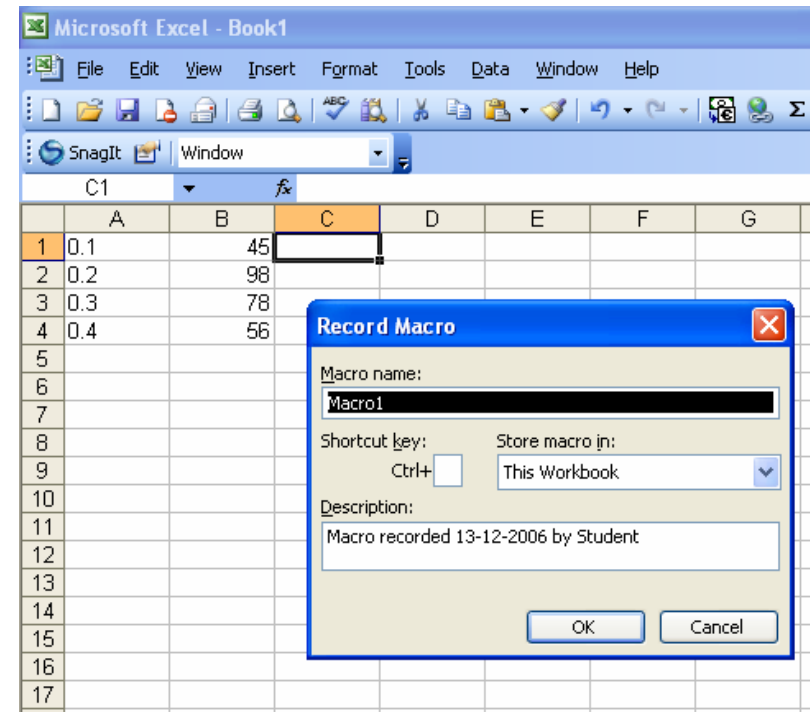 Microsoft Excel - Book1
File Edit View Insert Format Tools Data Window Help
ABC Σ
SnagIt Window
C1 fx
A B C D E F G
1 0.1 45
2 0.2 98
3 0.3 78
4 0.4 56
5
6
7
8
9
10
11
12
13
14
15
16
17
Record Macro
Macro name:
Macro1
Shortcut key: Store macro in:
Ctrl+ This Workbook
Description:
Macro recorded 13-12-2006 by Student
OK Cancel